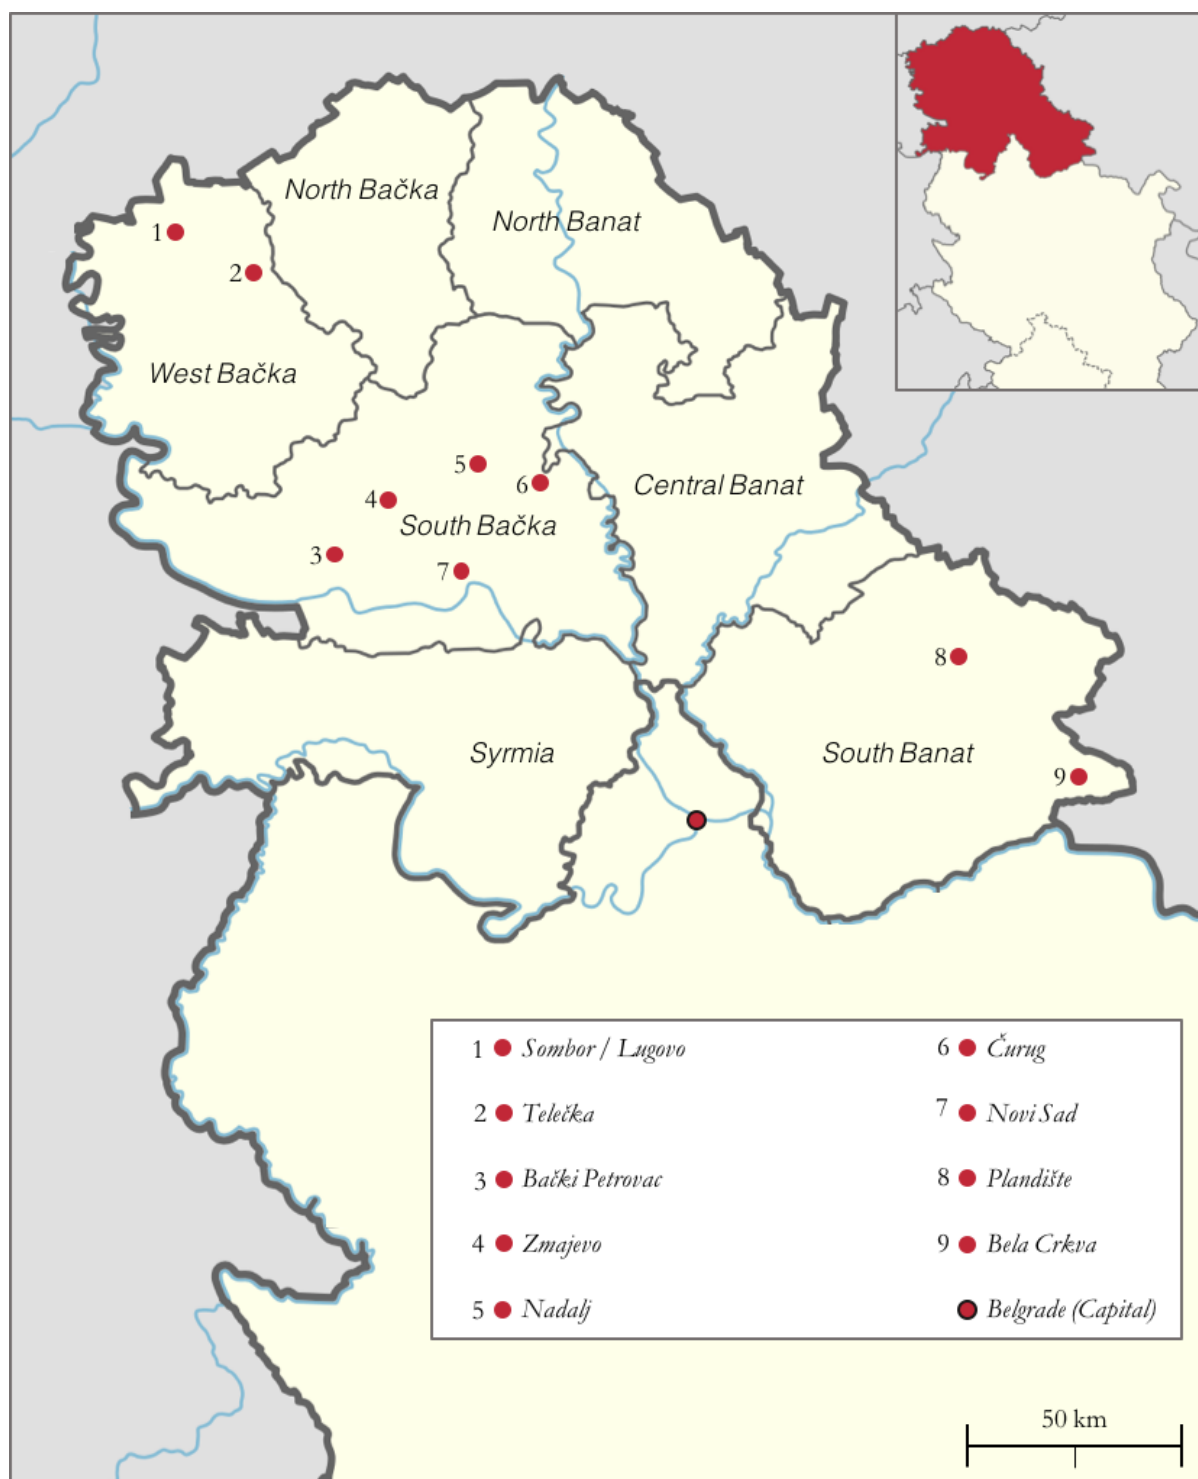 North Bačka
North Banat
1
2
West Bačka
5
6
Central Banat
4
South Bačka
3
7
8
Syrmia
South Banat
9
1 Sombor / Lugovo
2 Telečka
3 Bački Petrovac
4 Zmajevo
5 Nadalj
6 Čurug
7 Novi Sad
8 Plandište
9 Bela Crkva
Belgrade (Capital)
50 km